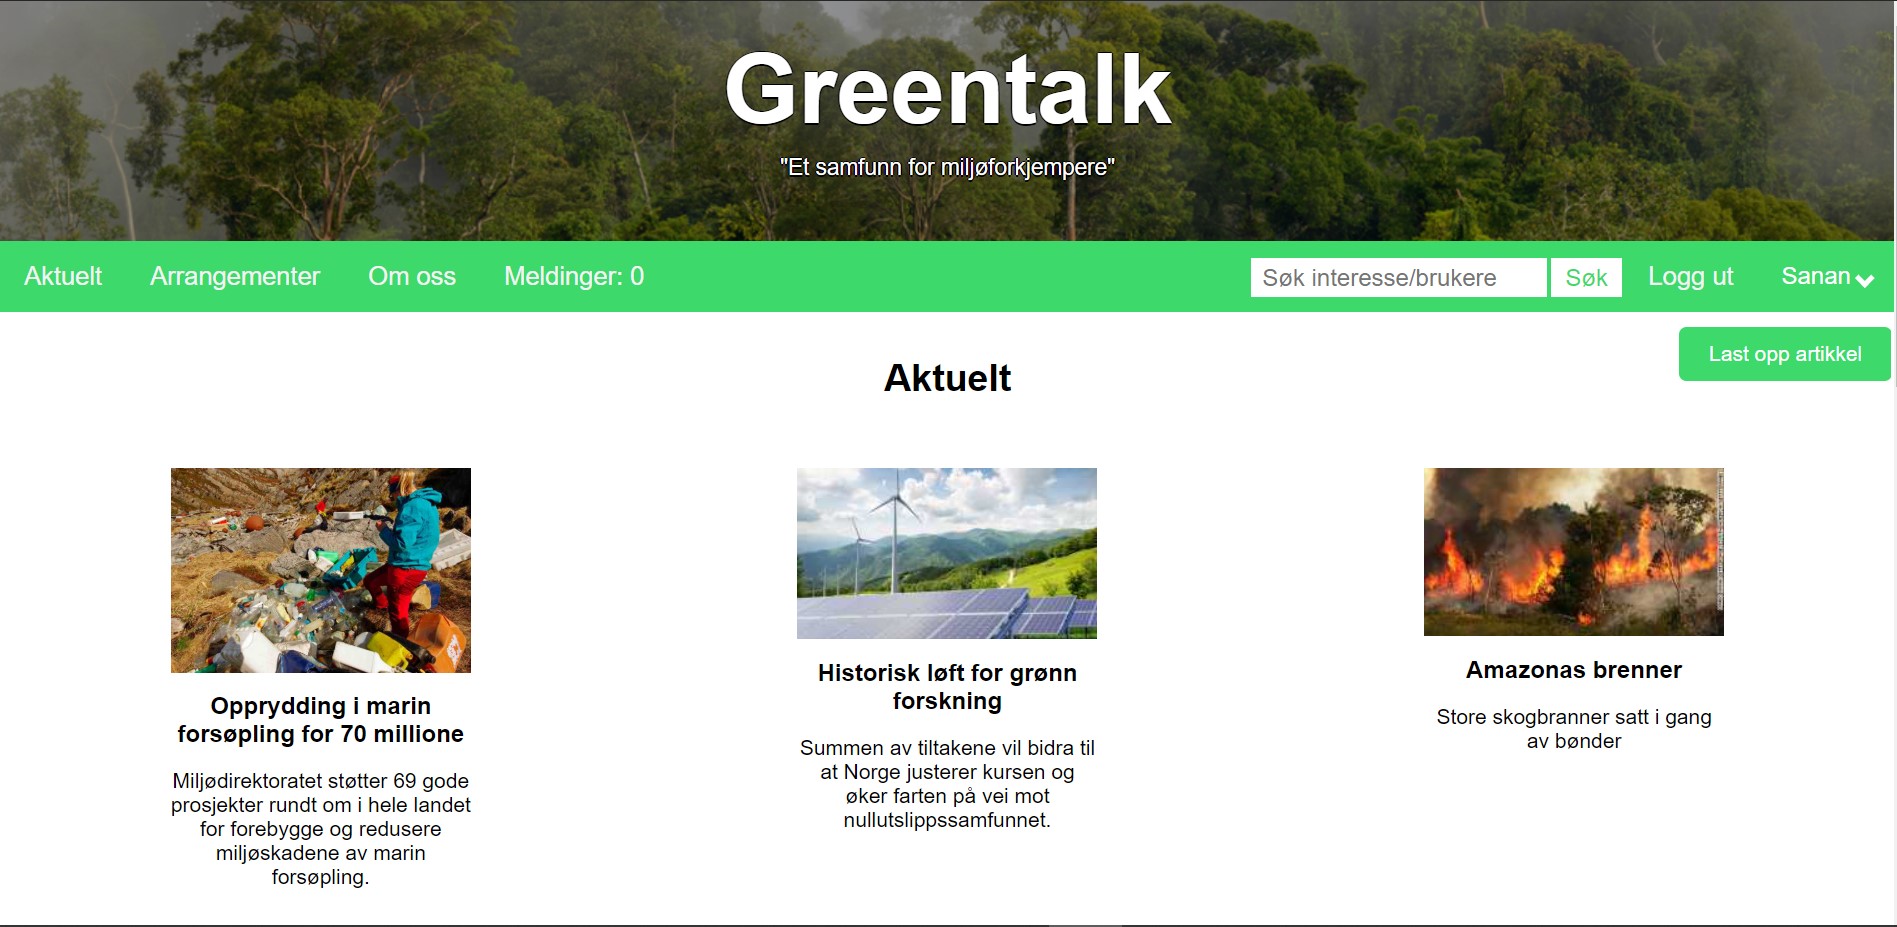 Greentalk
"Et samfunn for miljøforkjempere"
Aktuelt
Arrangementer
Om oss
Meldinger: 0
Søk interesse/brukere
Søk
Logg ut
Sanan
Last opp artikkel
Aktuelt
Opprydding i marin
forsøpling for 70 millione
Miljødirektoratet støtter 69 gode
prosjekter rundt om i hele landet
for forebygge og redusere
miljøskadene av marin
forsøpling.
Historisk løft for grønn
forskning
Summen av tiltakene vil bidra til
at Norge justerer kursen og
øker farten på vei mot
nullutslippssamfunnet.
Amazonas brenner
Store skogbranner satt i gang
av bønder